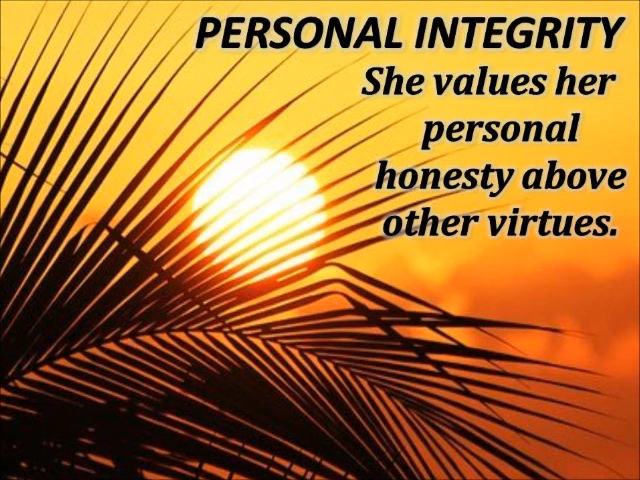 PERSONAL INTEGRITY
She values her
personal
honesty above
other virtues.